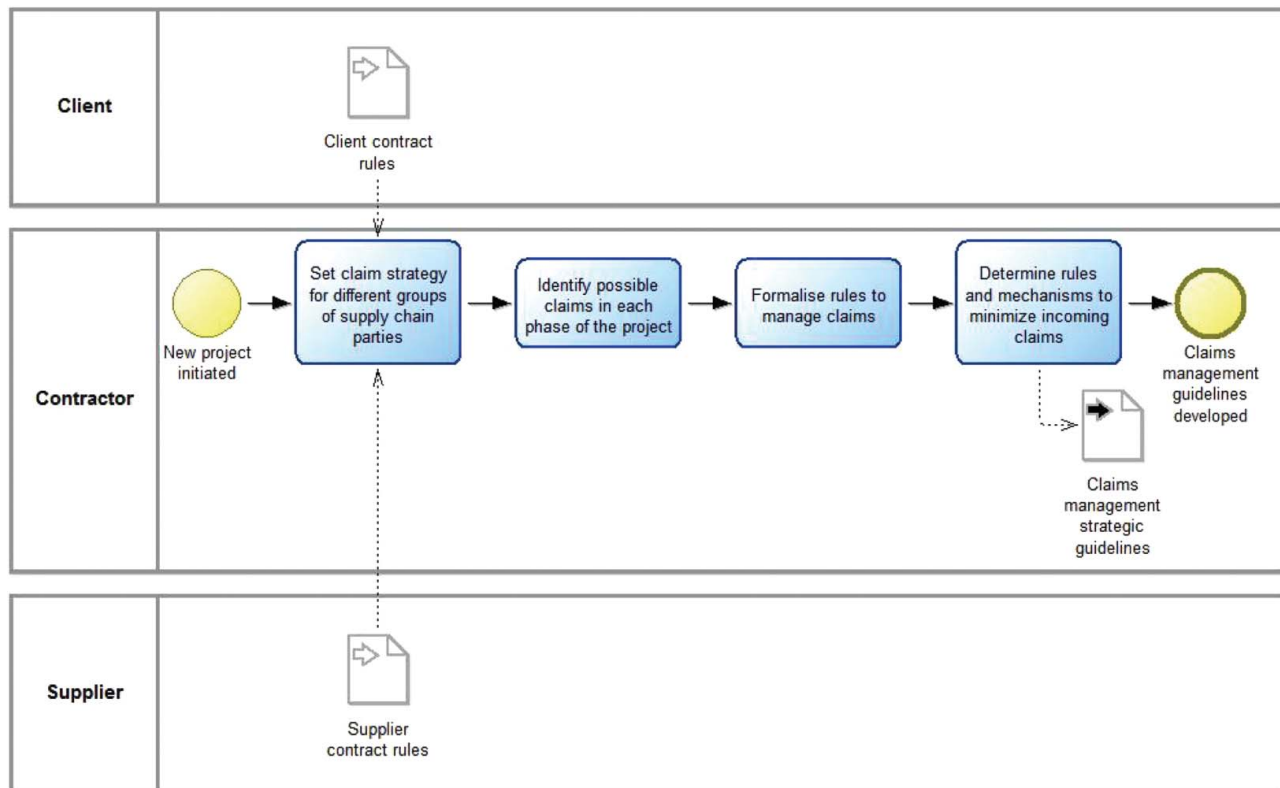 Client
Client contract
rules
Contractor
New project
initiated
Set claim strategy
for different groups
of supply chain
parties
Identify possible
claims in each
phase of the project
Formalise rules to
manage claims
Determine rules
and mechanisms to
minimize incoming
claims
Claims
management
guidelines
developed
Claims
management
strategic
guidelines
Supplier
Supplier
contract rules